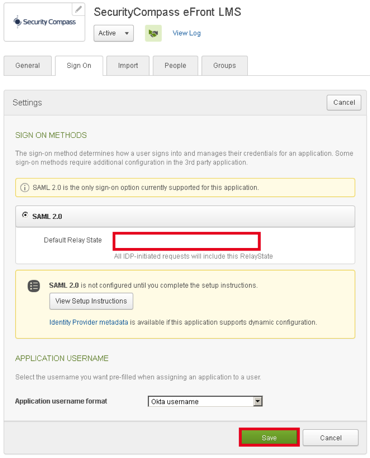 Security Compass
SecurityCompass eFront LMS
Active
View Log
General
Sign On
Import
People
Groups
Settings
Cancel
SIGN ON METHODS
The sign-on method determines how a user signs into and manages their credentials for an application. Some
sign-on methods require additional configuration in the 3rd party application.
SAML 2.0 is the only sign-on option currently supported for this application.
SAML 2.0
Default Relay State
All IDP-initiated requests will include this RelayState
SAML 2.0 is not configured until you complete the setup instructions.
View Setup Instructions
Identity Provider metadata is available if this application supports dynamic configuration.
APPLICATION USERNAME
Select the username you want pre-filled when assigning an application to a user.
Application username format
Okta username
Save
Cancel